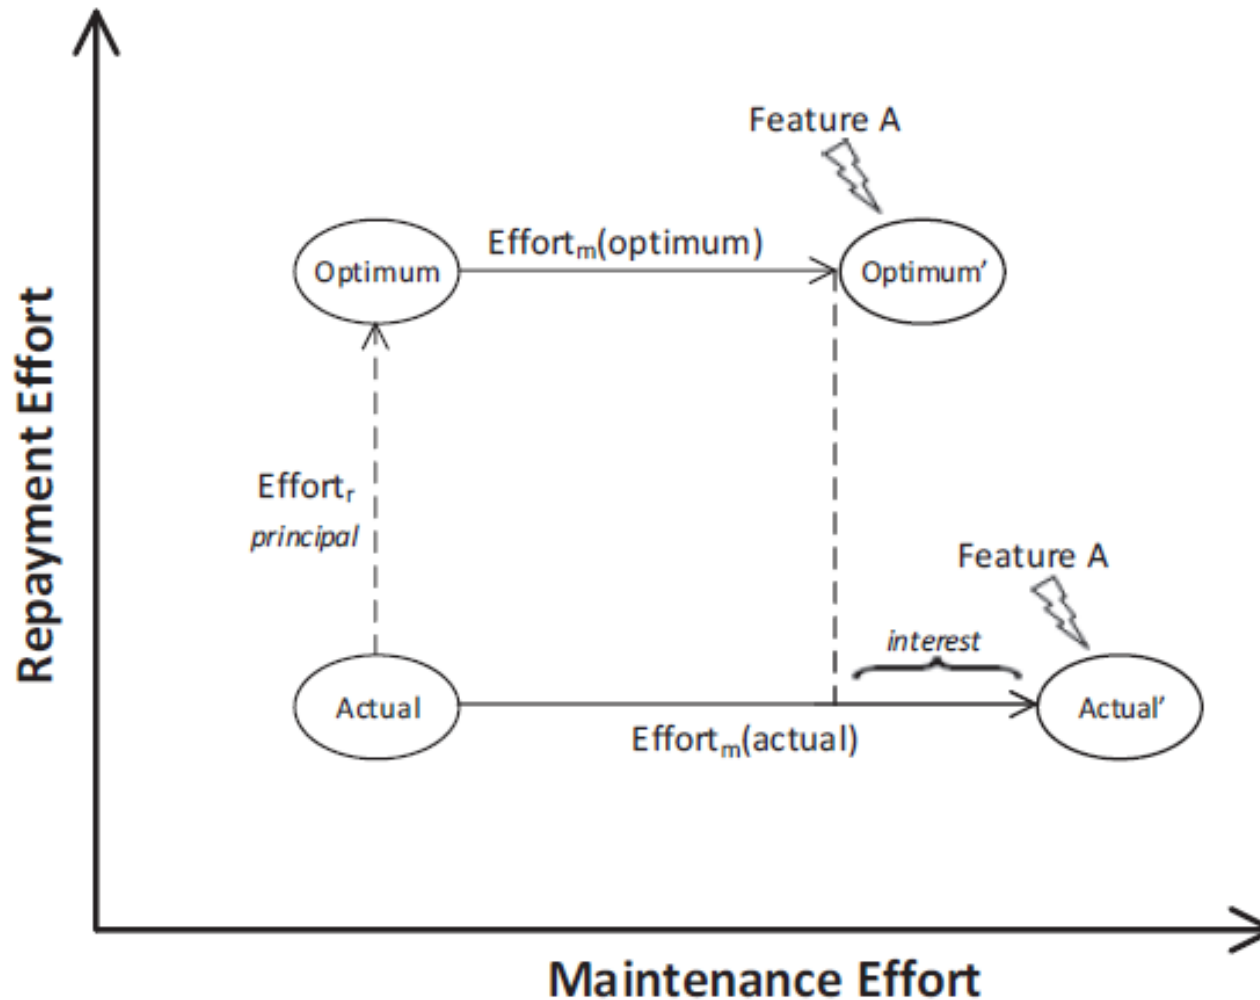 Feature A
Effortm(optimum)
Optimum
Optimum’
Repayment Effort
Effortr
principal
Feature A
interest
Actual
Actual’
Effortm(actual)
Maintenance Effort